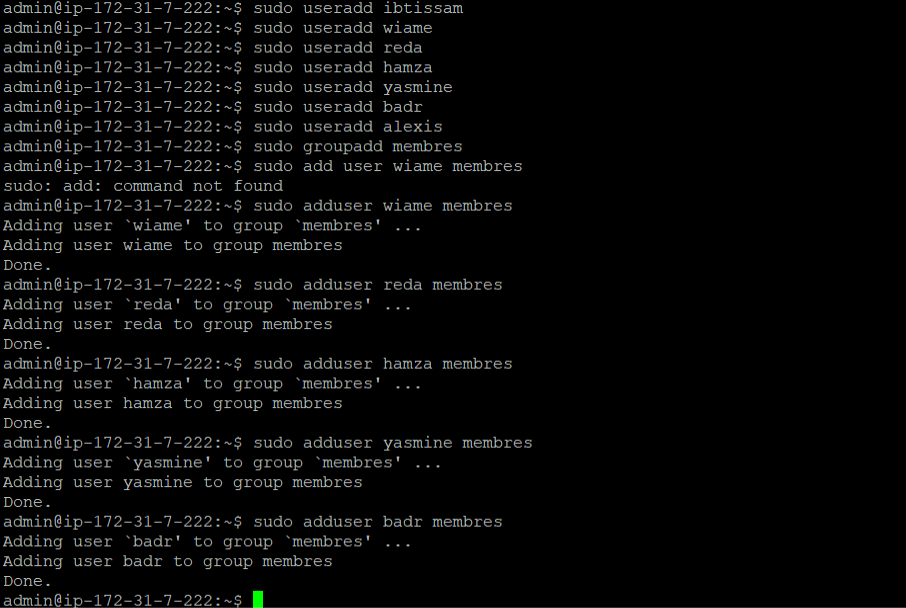 admin@ip-172-31-7-222:~$ sudo useradd ibtissam
admin@ip-172-31-7-222:~$ sudo useradd wiame
admin@ip-172-31-7-222:~$ sudo useradd reda
admin@ip-172-31-7-222:~$ sudo useradd hamza
admin@ip-172-31-7-222:~$ sudo useradd yasmine
admin@ip-172-31-7-222:~$ sudo useradd badr
admin@ip-172-31-7-222:~$ sudo useradd alexis
admin@ip-172-31-7-222:~$ sudo groupadd membres
admin@ip-172-31-7-222:~$ sudo add user wiame membres
sudo: add: command not found
admin@ip-172-31-7-222:~$ sudo adduser wiame membres
Adding user `wiame' to group `membres' ...
Adding user wiame to group membres
Done.
admin@ip-172-31-7-222:~$ sudo adduser reda membres
Adding user `reda' to group `membres' ...
Adding user reda to group membres
Done.
admin@ip-172-31-7-222:~$ sudo adduser hamza membres
Adding user `hamza' to group `membres' ...
Adding user hamza to group membres
Done.
admin@ip-172-31-7-222:~$ sudo adduser yasmine membres
Adding user `yasmine' to group `membres' ...
Adding user yasmine to group membres
Done.
admin@ip-172-31-7-222:~$ sudo adduser badr membres
Adding user `badr' to group `membres' ...
Adding user badr to group membres
Done.
admin@ip-172-31-7-222:~$